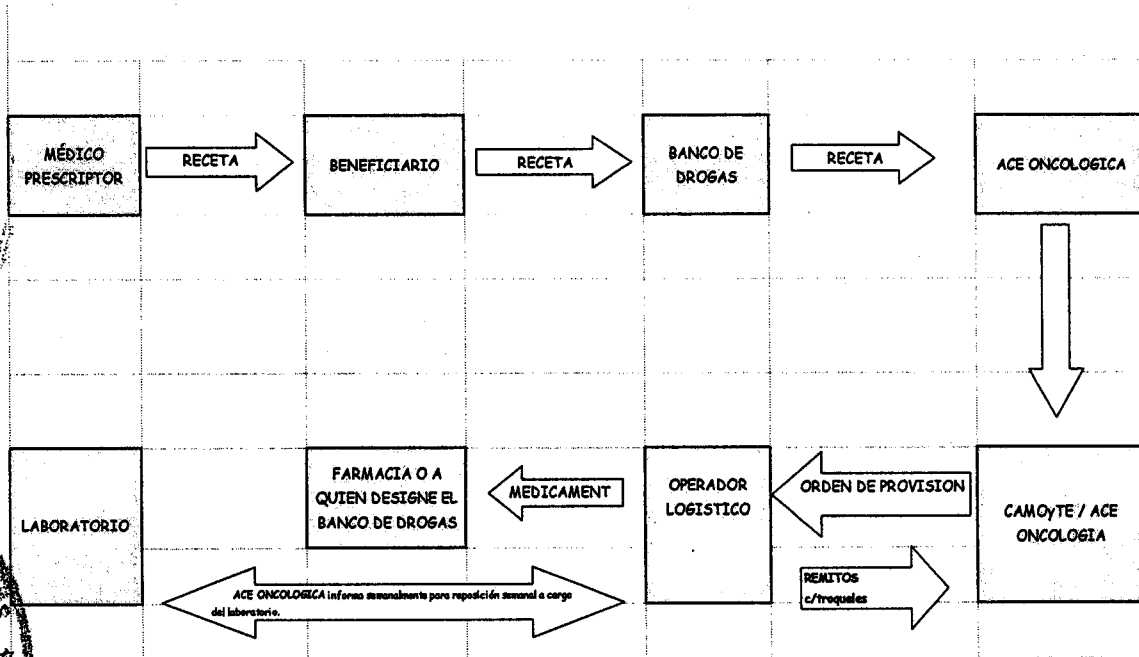 MÉDICO
PRESCRIPTOR
RECETA
BENEFICIARIO
RECETA
BANCO DE
DROGAS
RECETA
ACE ONCOLOGICA
LABORATORIO
FARMACIA O A
QUIEN DESIGNE EL
BANCO DE DROGAS
MEDICAMENT
OPERADOR
LOGISTICO
ORDEN DE PROVISION
CAMOyTE / ACE
ONCOLOGIA
REMITOS
c/troqueles
ACE ONCOLOGICA informa semanalmente para reposición semanal a cargo
del laboratorio.